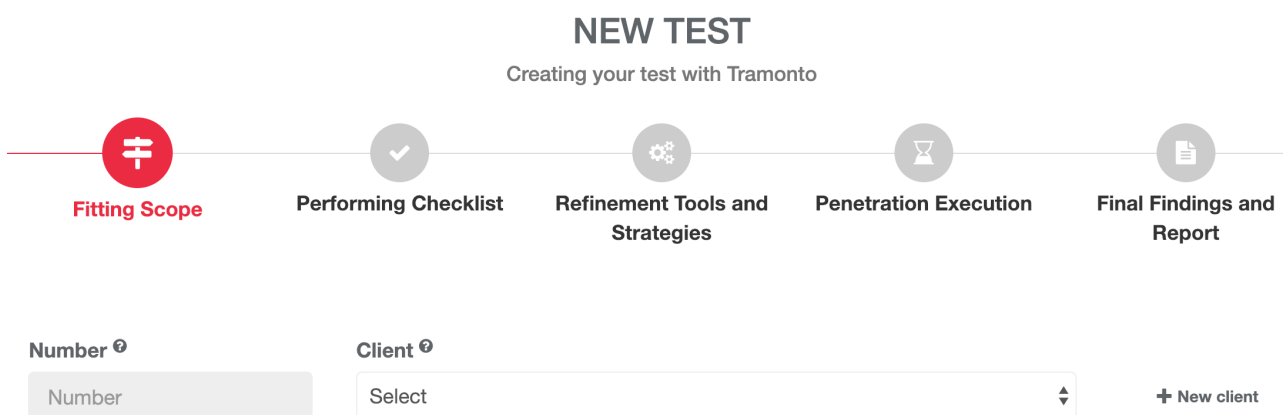 NEW TEST
Creating your test with Tramonto
Fitting Scope
Performing Checklist
Refinement Tools and
Strategies
Penetration Execution
Final Findings and
Report
Number ?
Client ?
Number
Select
+ New client